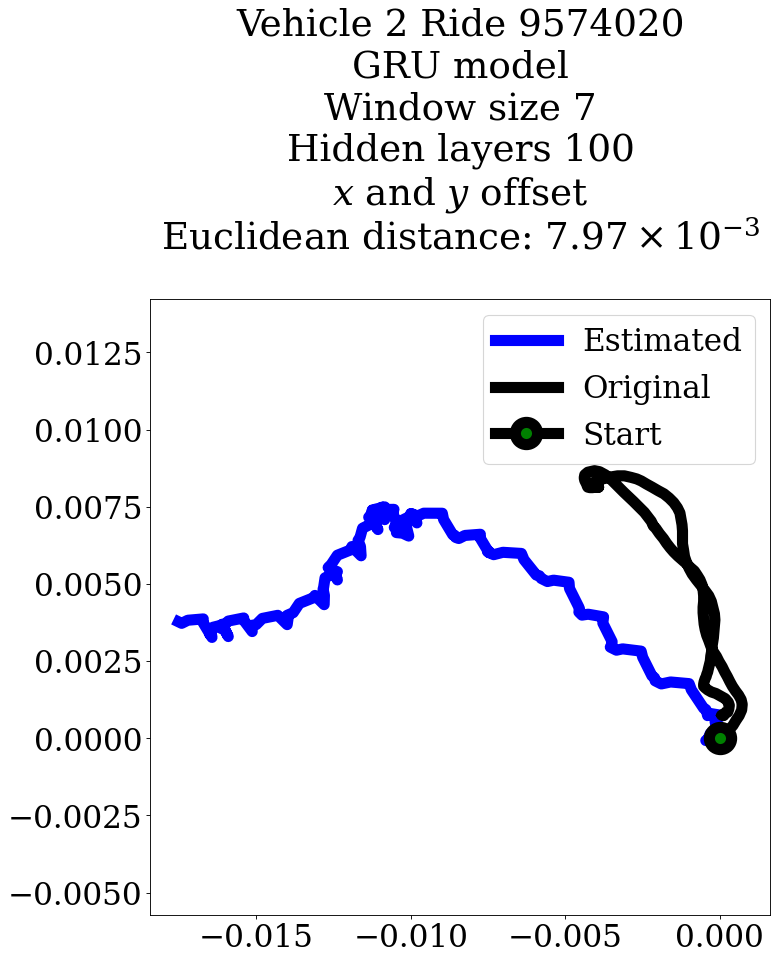 Vehicle 2 Ride 9574020
GRU model
Window size 7
Hidden layers 100
x and y offset
Euclidean distance: 7.97 × 10⁻³
Estimated
Original
Start
0.0125
0.0100
0.0075
0.0050
0.0025
0.0000
−0.0025
−0.0050
−0.015 −0.010 −0.005 0.000